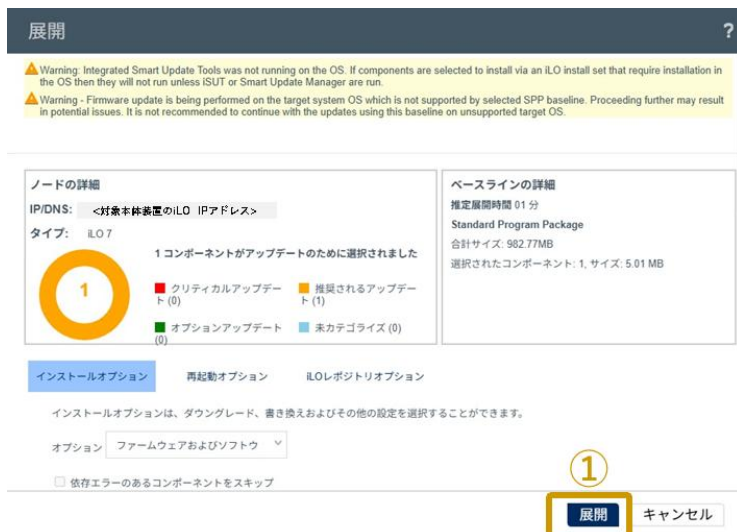 展開
?
Warning: Integrated Smart Update Tools was not running on the OS. If components are selected to install via an iLO install set that require installation in
the OS then they will not run unless iSUT or Smart Update Manager are run.
Warning - Firmware update is being performed on the target system OS which is not supported by selected SPP baseline. Proceeding further may result
in potential issues. It is not recommended to continue with the updates using this baseline on unsupported target OS.
ノードの詳細
IP/DNS: <対象本体装置のiLO IPアドレス>
タイプ: iLO 7
1 コンポーネントがアップデートのために選択されました
1
クリティカルアップデー
ト (0)
推奨されるアップデー
ト (1)
オプションアップデート
(0)
未カテゴライズ (0)
ベースラインの詳細
推定展開時間 01 分
Standard Program Package
合計サイズ: 982.77MB
選択されたコンポーネント: 1, サイズ: 5.01 MB
インストールオプション
再起動オプション
iLOレポジトリオプション
インストールオプションは、ダウングレード、書き換えおよびその他の設定を選択することができます。
オプション ファームウェアおよびソフトウ
依存エラーのあるコンポーネントをスキップ
①
展開
キャンセル